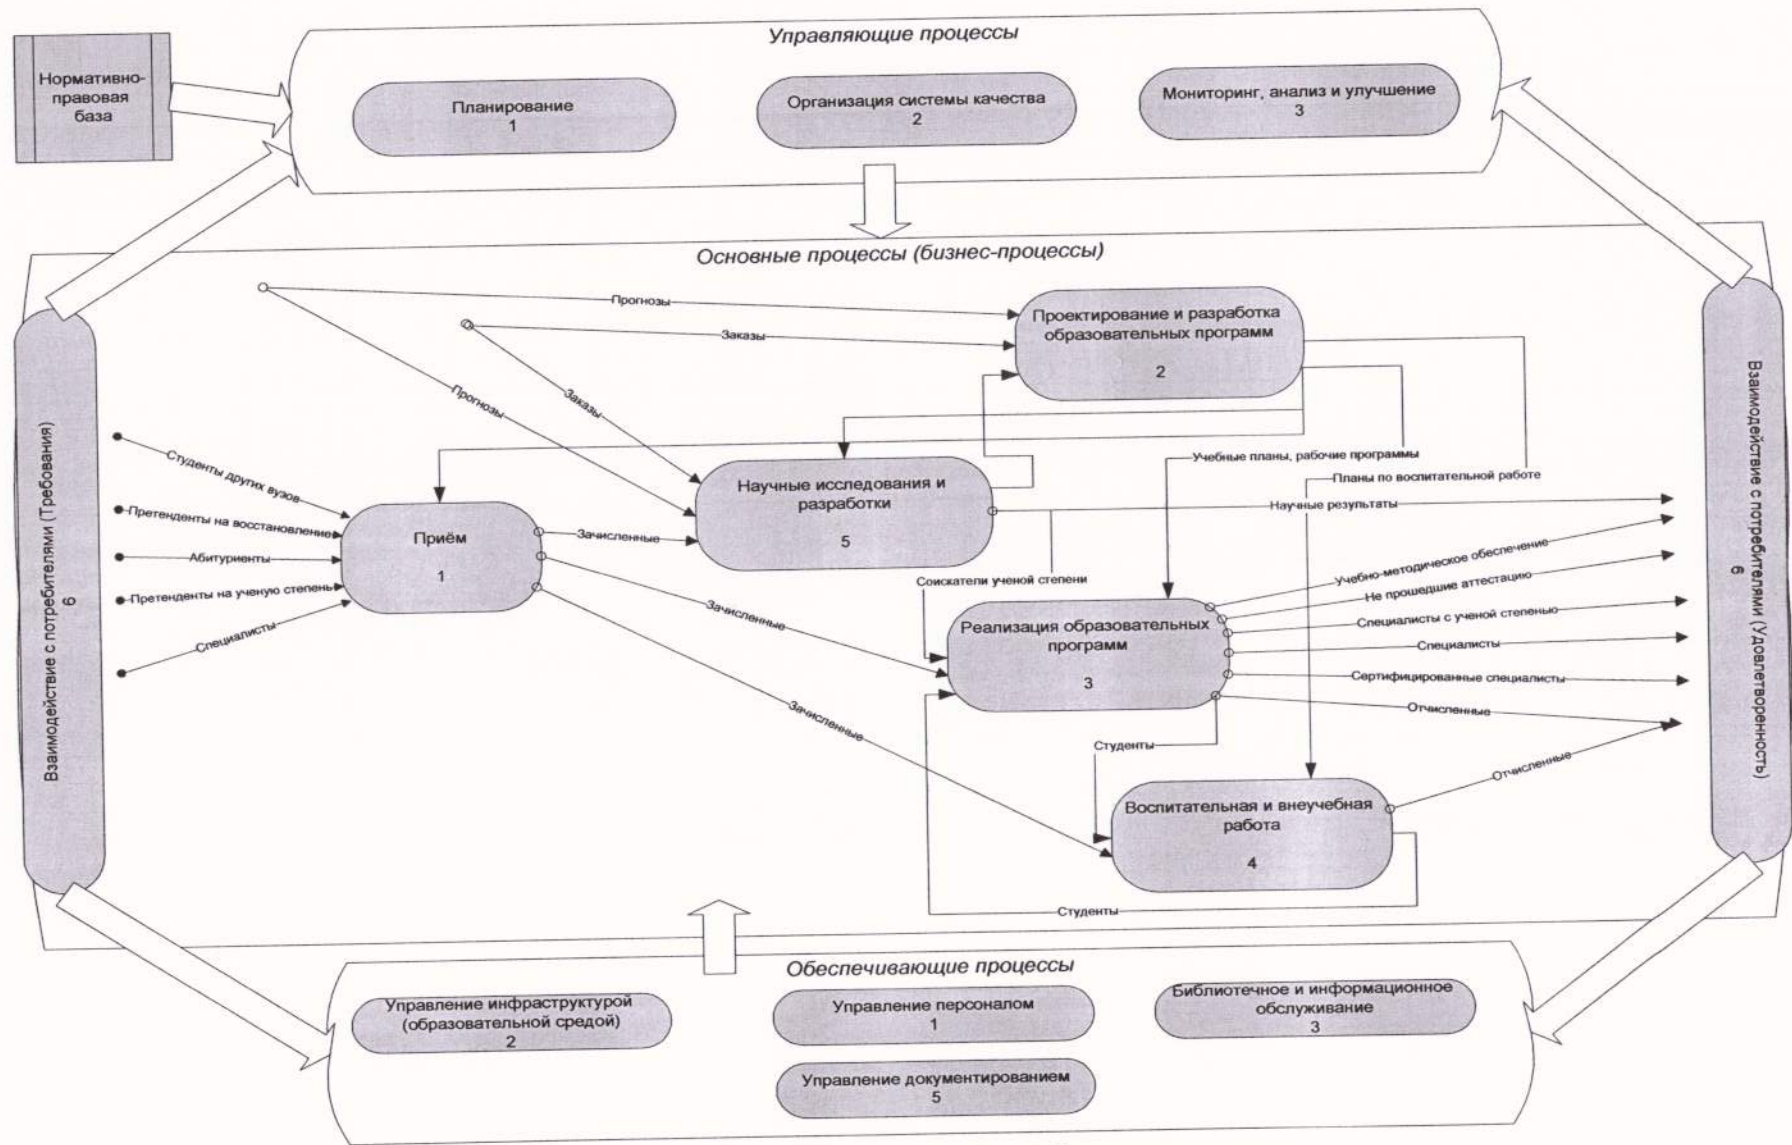 Управляющие процессы
Нормативно-
правовая
база
Планирование
1
Организация системы качества
2
Мониторинг, анализ и улучшение
3
Основные процессы (бизнес-процессы)
Взаимодействие с потребителями (Требования)
6
Прогнозы
Заказы
Прогнозы
Заказы
Проектирование и разработка
образовательных программ
2
Студенты других вузов
Претенденты на восстановление
Абитуриенты
Претенденты на ученую степень
Специалисты
Приём
1
Зачисленные
Зачисленные
Зачисленные
Научные исследования и
разработки
5
Учебные планы, рабочие программы
Планы по воспитательной работе
Научные результаты
Соискатели ученой степени
Реализация образовательных
программ
3
Учебно-методическое обеспечение
Не прошедшие аттестацию
Специалисты с ученой степенью
Специалисты
Сертифицированные специалисты
Отчисленные
Студенты
Отчисленные
Воспитательная и внеучебная
работа
4
Студенты
Взаимодействие с потребителями (Удовлетворенность)
6
Обеспечивающие процессы
Управление инфраструктурой
(образовательной средой)
2
Управление персоналом
1
Библиотечное и информационное
обслуживание
3
Управление документированием
5